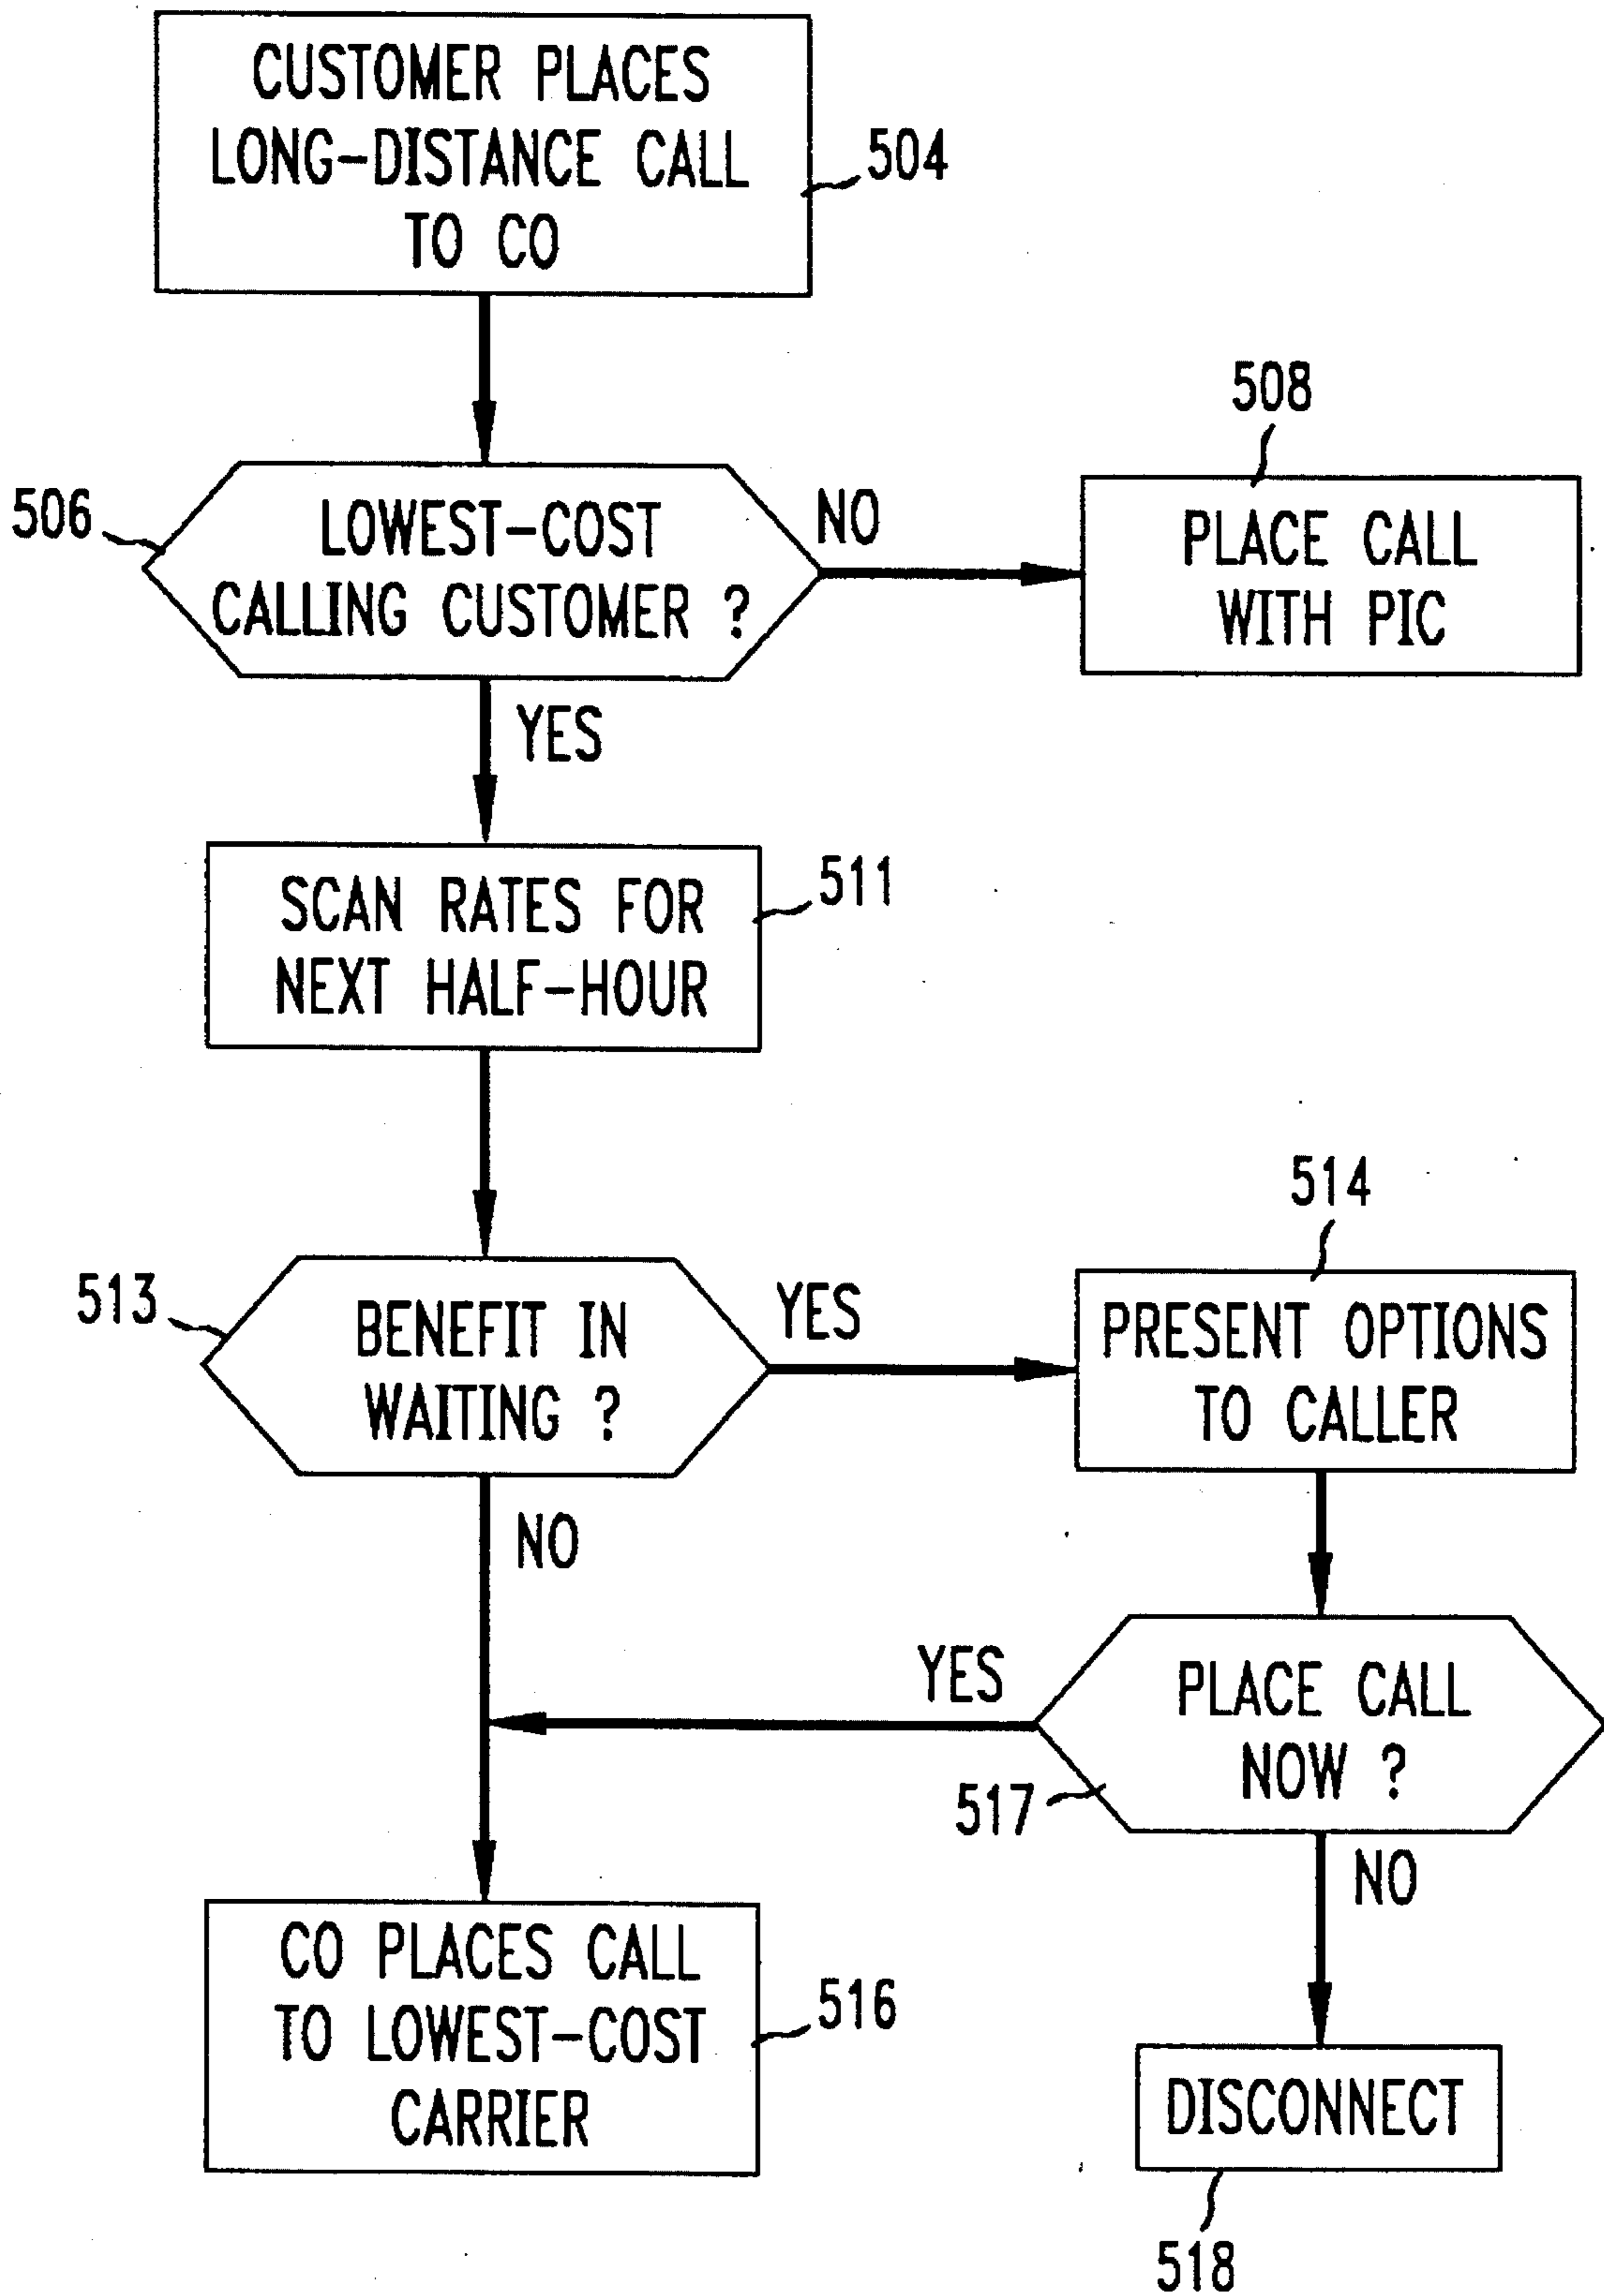 CUSTOMER PLACES
LONG-DISTANCE CALL
TO CO
504
506
LOWEST-COST
CALLING CUSTOMER ?
NO
508
PLACE CALL
WITH PIC
YES
SCAN RATES FOR
NEXT HALF-HOUR
511
513
BENEFIT IN
WAITING ?
YES
514
PRESENT OPTIONS
TO CALLER
NO
YES
PLACE CALL
NOW ?
517
NO
CO PLACES CALL
TO LOWEST-COST
CARRIER
516
DISCONNECT
518